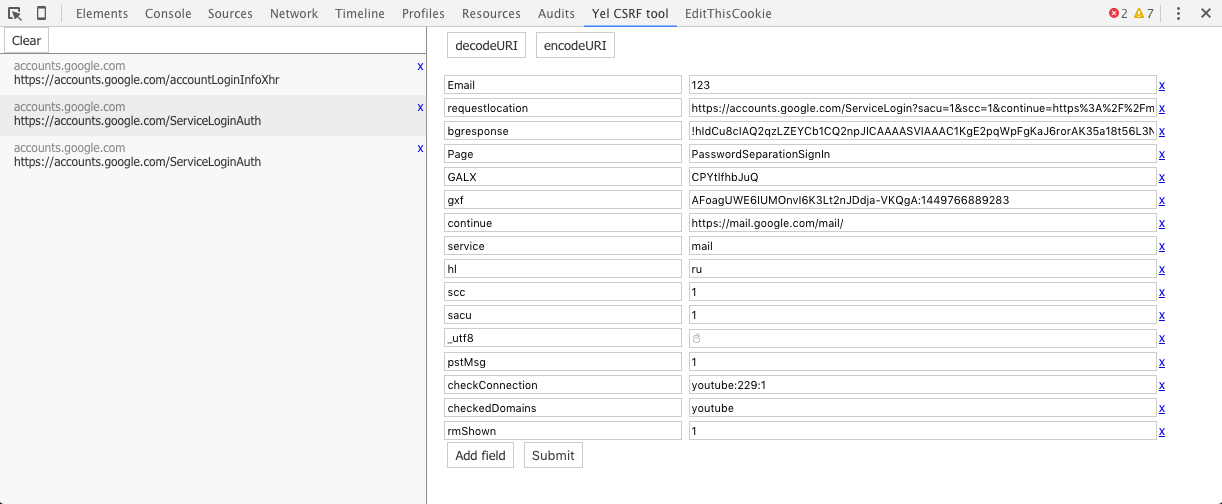 Elements Console Sources Network Timeline Profiles Resources Audits Yel CSRF tool EditThisCookie 2 7
Clear
accounts.google.com x
https://accounts.google.com/accountLoginInfoXhr
accounts.google.com x
https://accounts.google.com/ServiceLoginAuth
accounts.google.com x
https://accounts.google.com/ServiceLoginAuth
decodeURI encodeURI
Email 123 x
requestlocation https://accounts.google.com/ServiceLogin?sacu=1&scc=1&continue=https%3A%2F%2Fm x
bgresponse !hIdCu8cIAQ2qzLZEYCb1CQ2npJICAAAASVIAAAC1KgE2pqWpFgKaJ6rorAK35a18t56L3N x
Page PasswordSeparationSignIn x
GALX CPYtIfhbJuQ x
gxf AFoagUWE6IUMOnvI6K3Lt2nJDdja-VKQgA:1449766889283 x
continue https://mail.google.com/mail/ x
service mail x
hl ru x
scc 1 x
sacu 1 x
_utf8 ☃ x
pstMsg 1 x
checkConnection youtube:229:1 x
checkedDomains youtube x
rmShown 1 x
Add field Submit